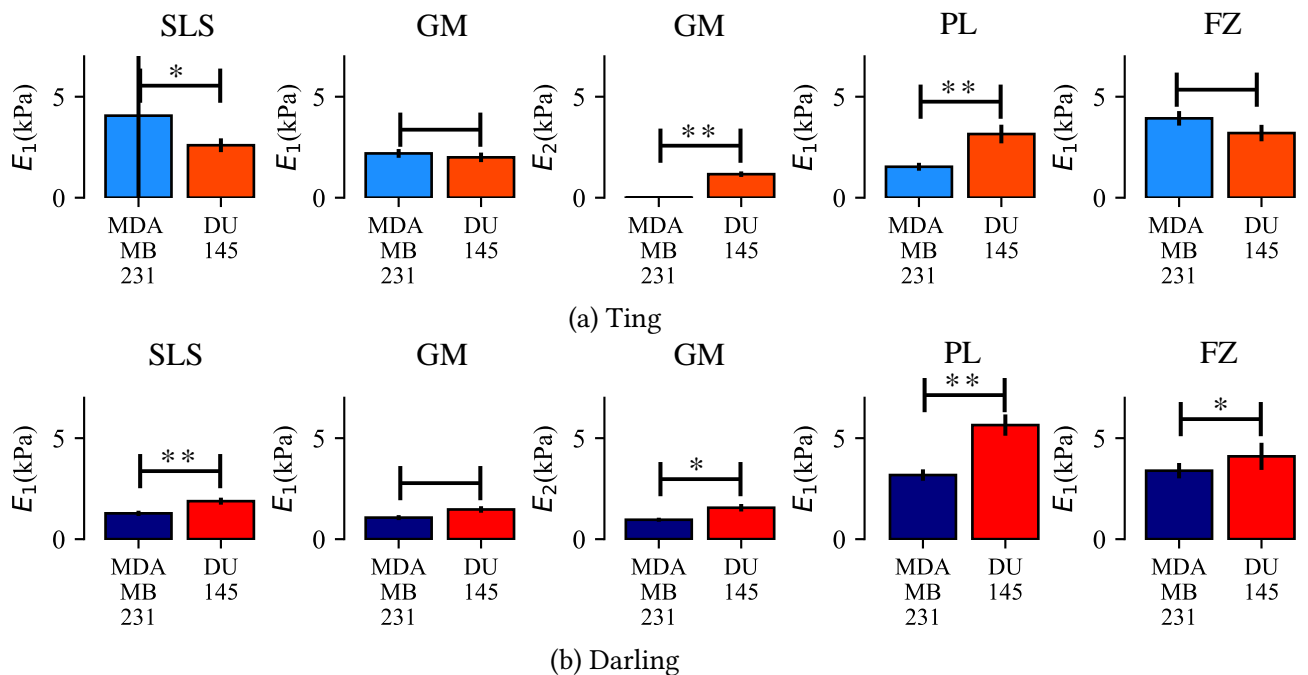 SLS GM GM PL FZ
E₁(kPa) 5 0 * E₁(kPa) 5 0 E₂(kPa) 5 0 ** E₁(kPa) 5 0 ** E₁(kPa) 5 0
MDA DU MDA DU MDA DU MDA DU MDA DU
MB 145 MB 145 MB 145 MB 145 MB 145
231 231 231 231 231
(a) Ting
SLS GM GM PL FZ
E₁(kPa) 5 0 ** E₁(kPa) 5 0 E₂(kPa) 5 0 * E₁(kPa) 5 0 ** E₁(kPa) 5 0 *
MDA DU MDA DU MDA DU MDA DU MDA DU
MB 145 MB 145 MB 145 MB 145 MB 145
231 231 231 231 231
(b) Darling